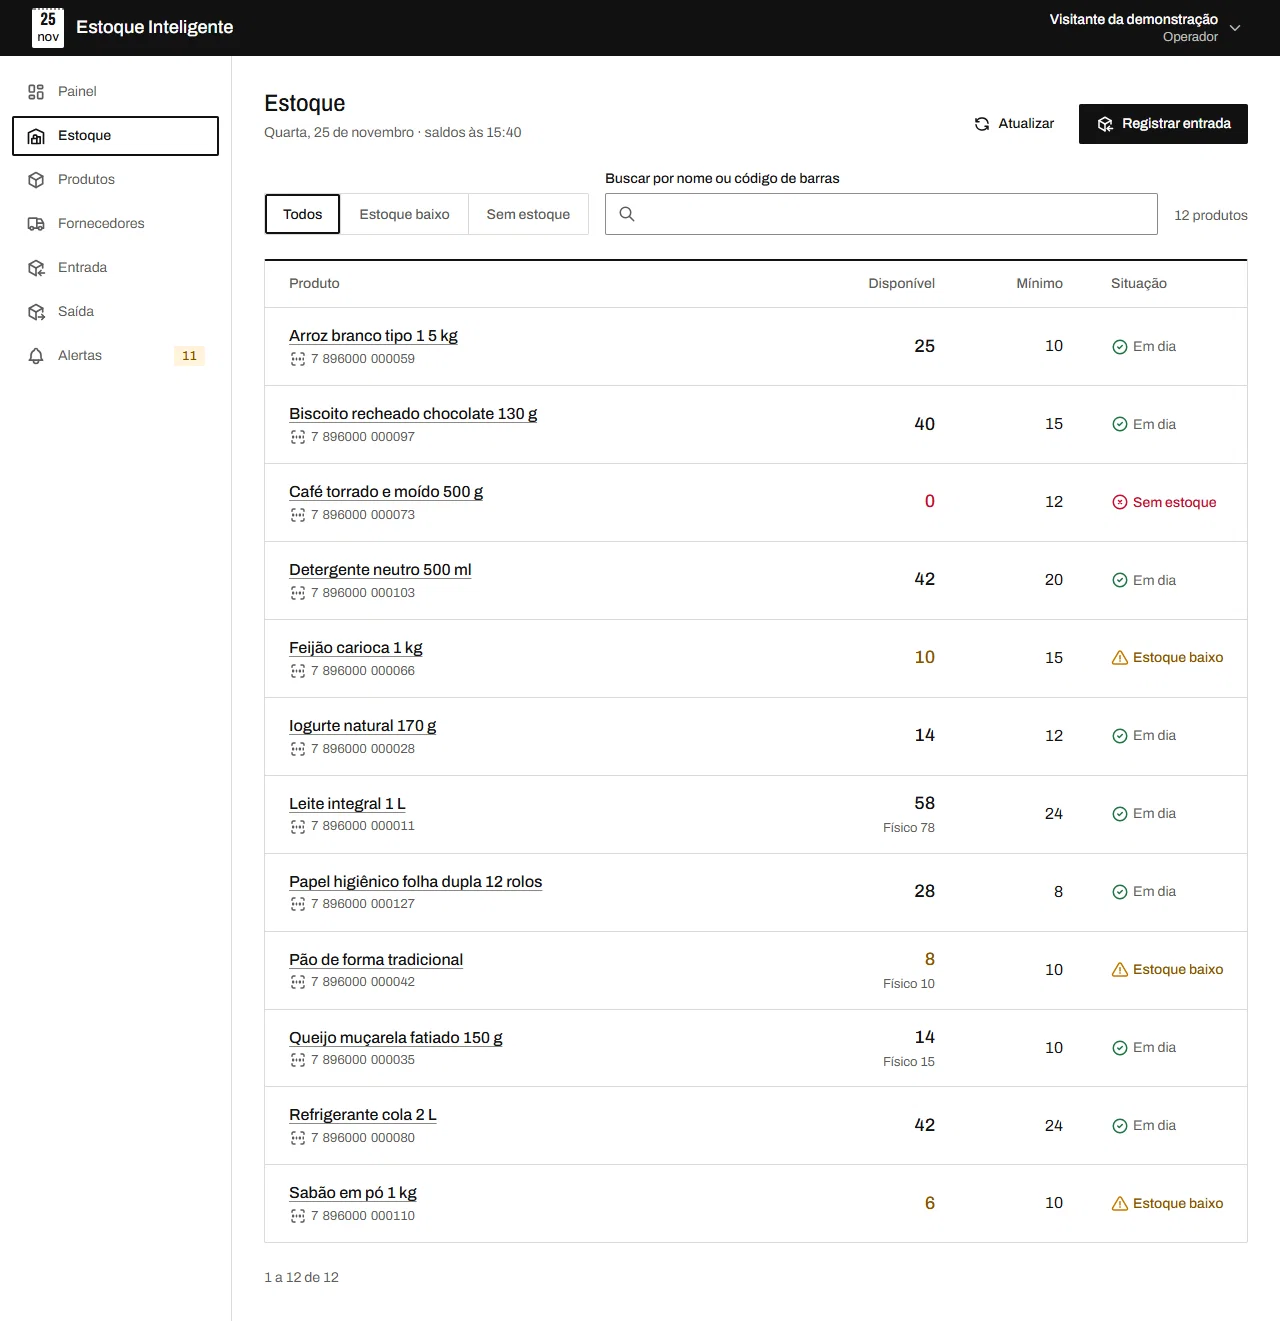 25
nov
Estoque Inteligente
Visitante da demonstração
Operador
Painel
Estoque
Produtos
Fornecedores
Entrada
Saída
Alertas
11
Estoque
Quarta, 25 de novembro · saldos às 15:40
Atualizar
Registrar entrada
Todos
Estoque baixo
Sem estoque
Buscar por nome ou código de barras
12 produtos
Produto
Disponível
Mínimo
Situação
Arroz branco tipo 1 5 kg
7 896000 000059
25
10
Em dia
Biscoito recheado chocolate 130 g
7 896000 000097
40
15
Em dia
Café torrado e moído 500 g
7 896000 000073
0
12
Sem estoque
Detergente neutro 500 ml
7 896000 000103
42
20
Em dia
Feijão carioca 1 kg
7 896000 000066
10
15
Estoque baixo
Iogurte natural 170 g
7 896000 000028
14
12
Em dia
Leite integral 1 L
7 896000 000011
58
Físico 78
24
Em dia
Papel higiênico folha dupla 12 rolos
7 896000 000127
28
8
Em dia
Pão de forma tradicional
7 896000 000042
8
Físico 10
10
Estoque baixo
Queijo muçarela fatiado 150 g
7 896000 000035
14
Físico 15
10
Em dia
Refrigerante cola 2 L
7 896000 000080
42
24
Em dia
Sabão em pó 1 kg
7 896000 000110
6
10
Estoque baixo
1 a 12 de 12